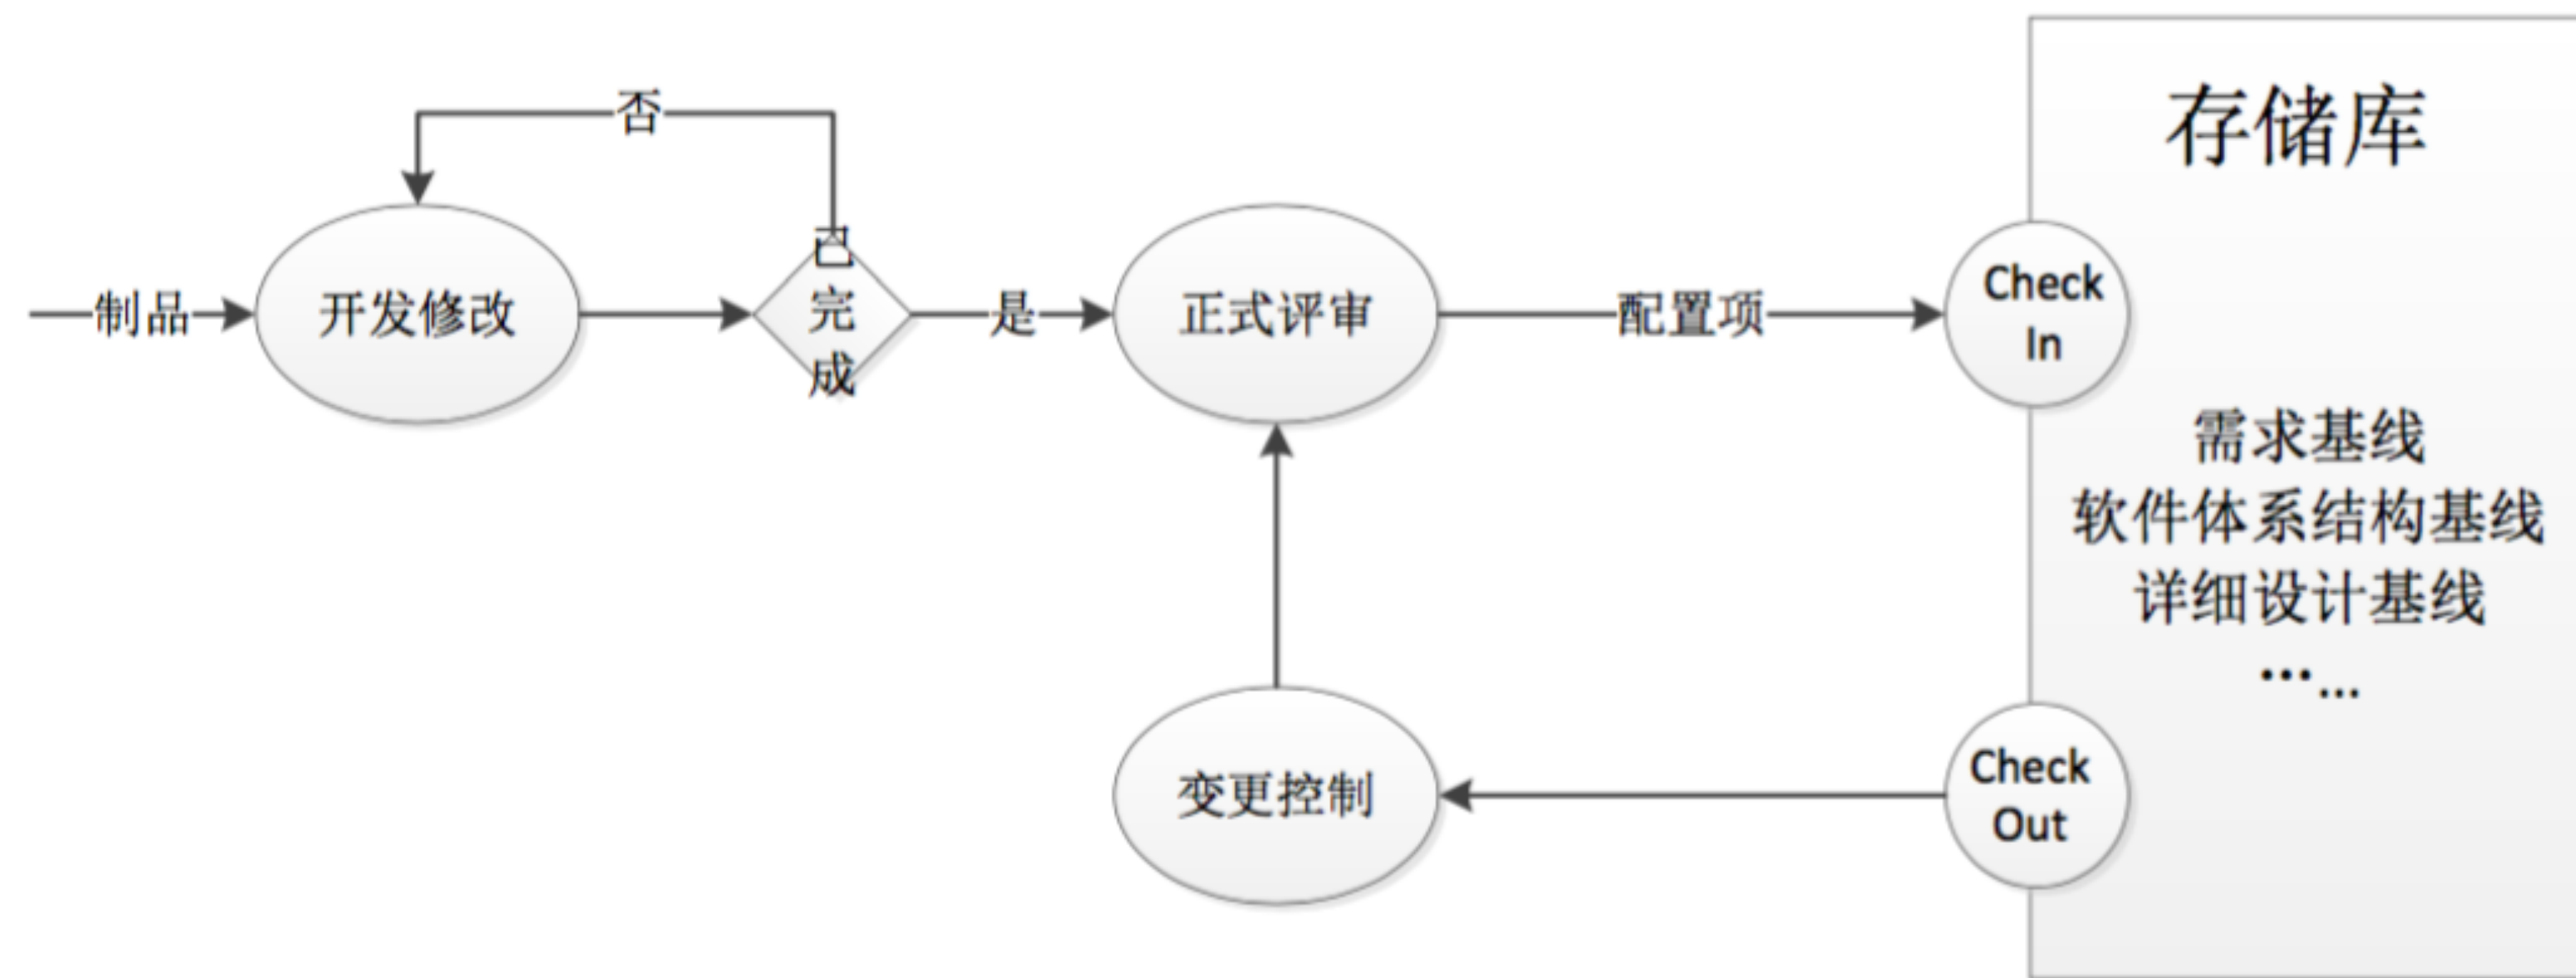 存储库
否
制品
开发修改
已
完
成
是
正式评审
配置项
Check
In
需求基线
软件体系结构基线
详细设计基线
……
变更控制
Check
Out